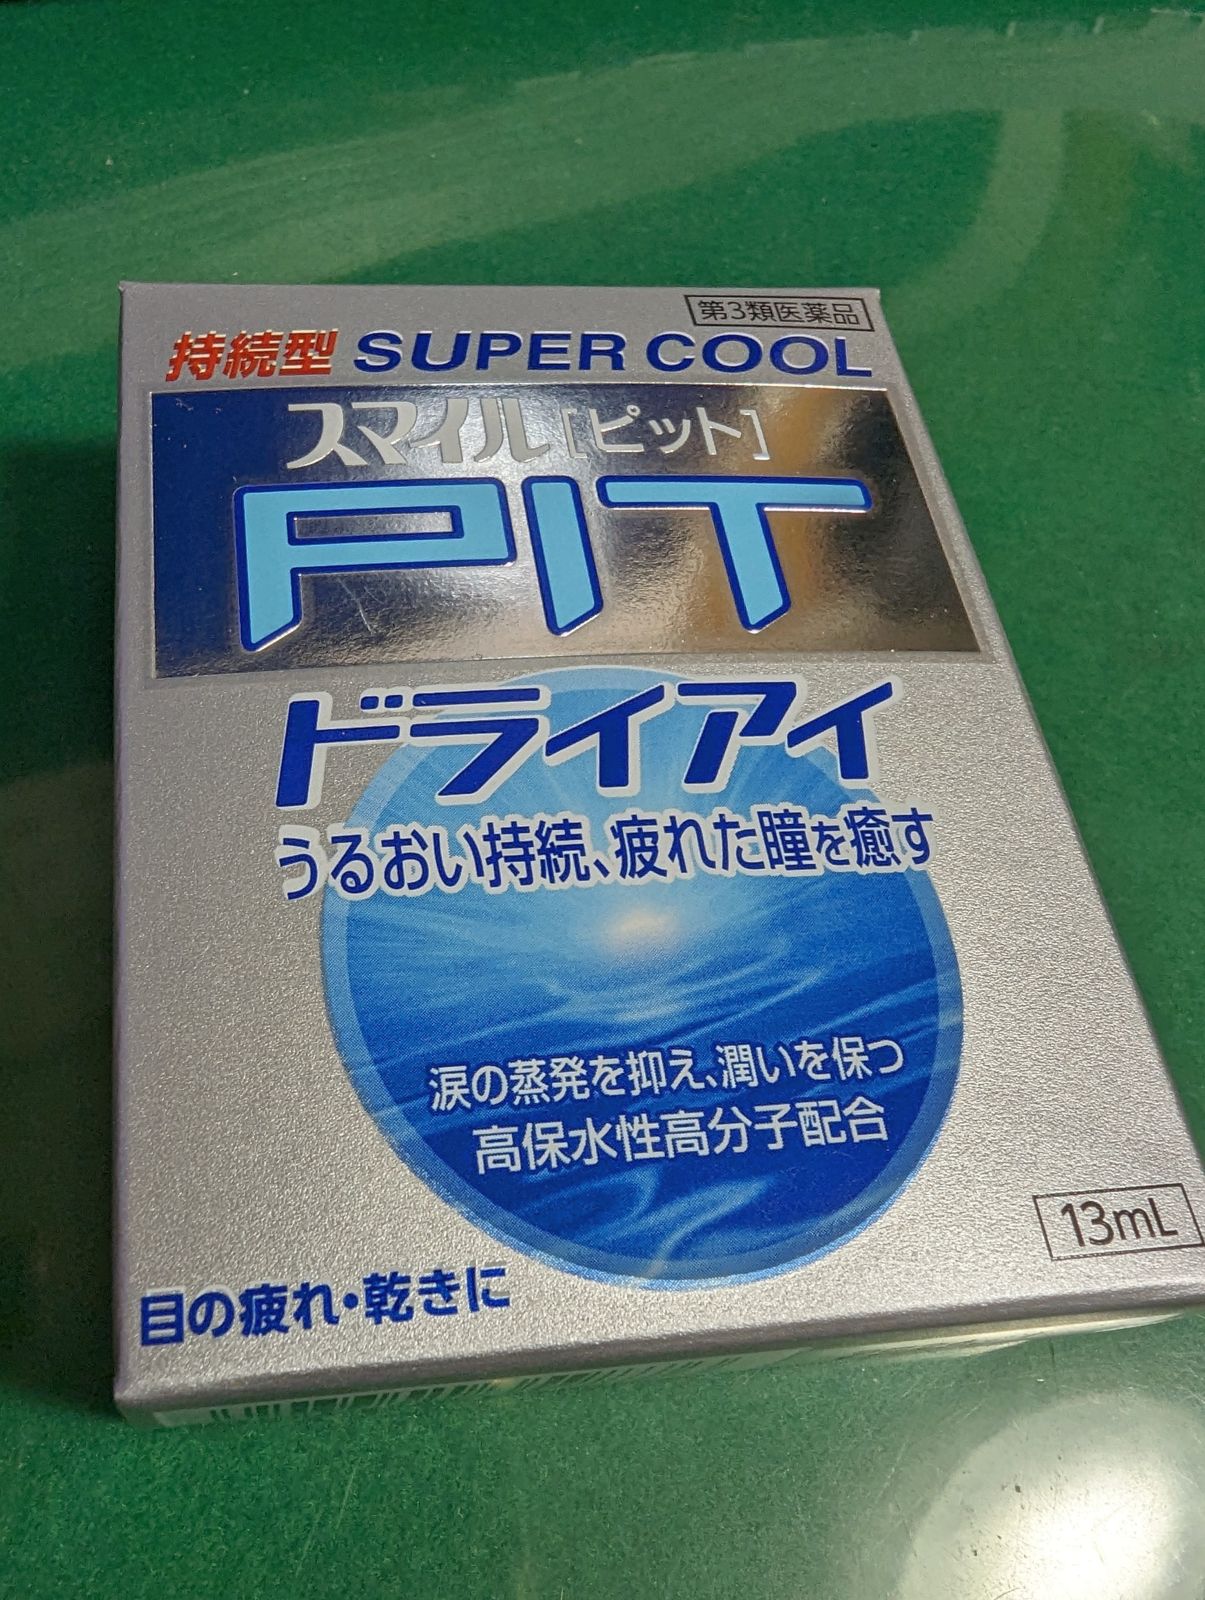 第3類医薬品
持続型 SUPER COOL
スマイル[ピット]
PIT
ドライアイ
うるおい持続、疲れた瞳を癒す
涙の蒸発を抑え、潤いを保つ
高保水性高分子配合
13mL
目の疲れ・乾きに